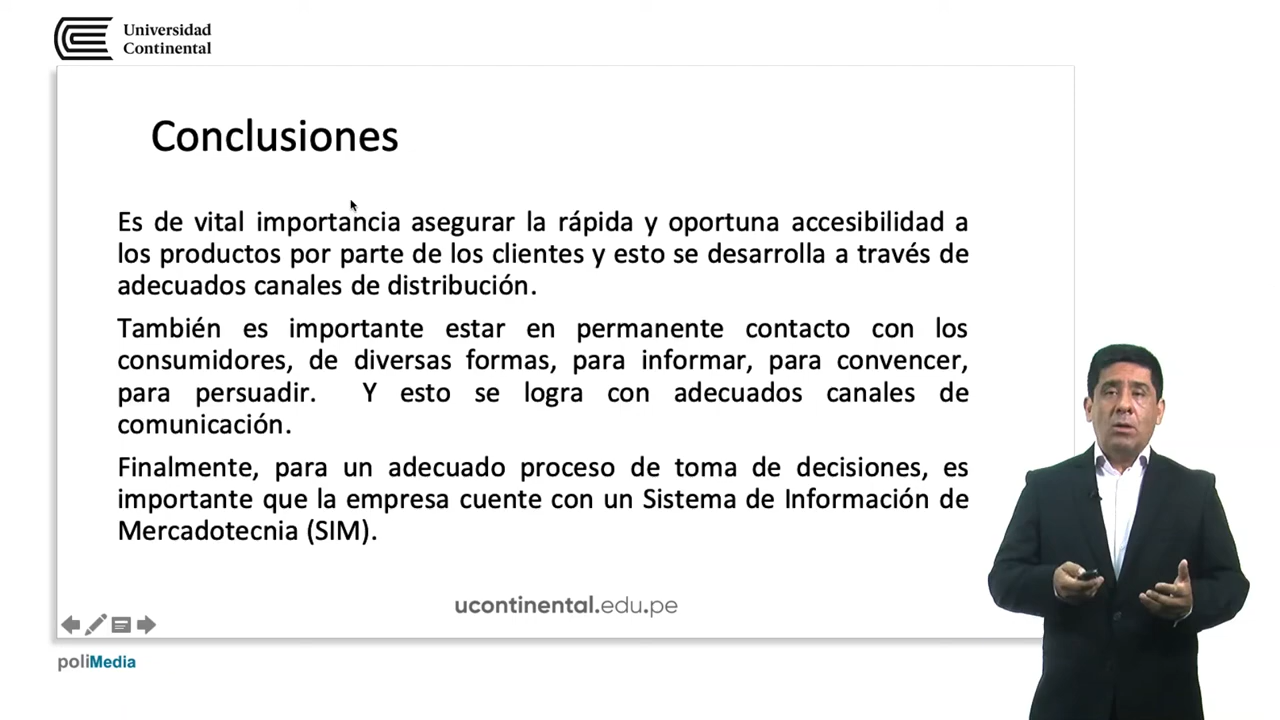 Universidad
Continental
Conclusiones
Es de vital importancia asegurar la rápida y oportuna accesibilidad a
los productos por parte de los clientes y esto se desarrolla a través de
adecuados canales de distribución.
También es importante estar en permanente contacto con los
consumidores, de diversas formas, para informar, para convencer,
para persuadir. Y esto se logra con adecuados canales de
comunicación.
Finalmente, para un adecuado proceso de toma de decisiones, es
importante que la empresa cuente con un Sistema de Información de
Mercadotecnia (SIM).
ucontinental.edu.pe
poliMedia